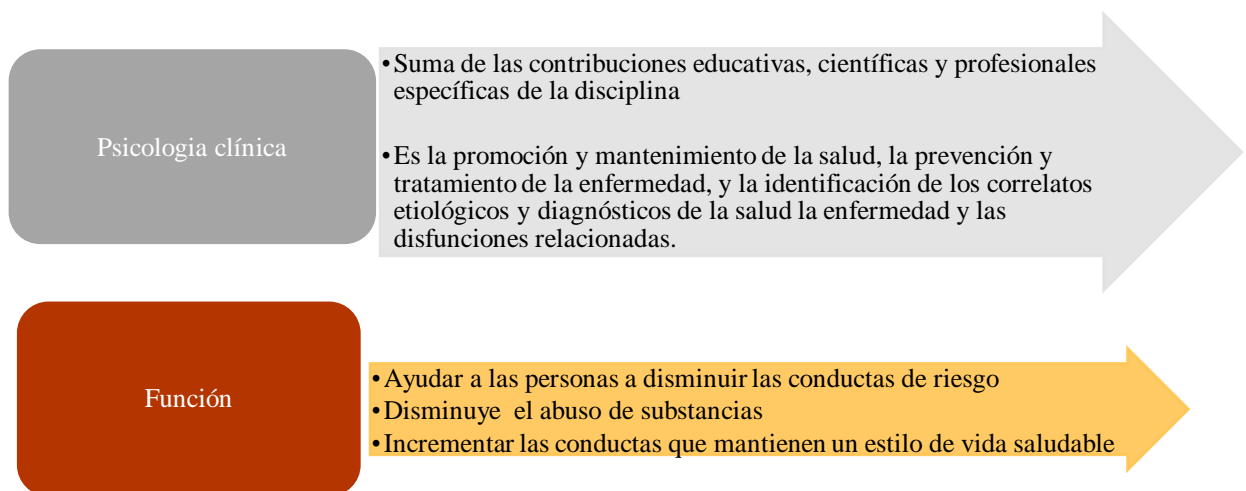 Psicologia clínica
•Suma de las contribuciones educativas, científicas y profesionales
específicas de la disciplina
•Es la promoción y mantenimiento de la salud, la prevención y
tratamiento de la enfermedad, y la identificación de los correlatos
etiológicos y diagnósticos de la salud la enfermedad y las
disfunciones relacionadas.
Función
•Ayudar a las personas a disminuir las conductas de riesgo
•Disminuye el abuso de substancias
•Incrementar las conductas que mantienen un estilo de vida saludable